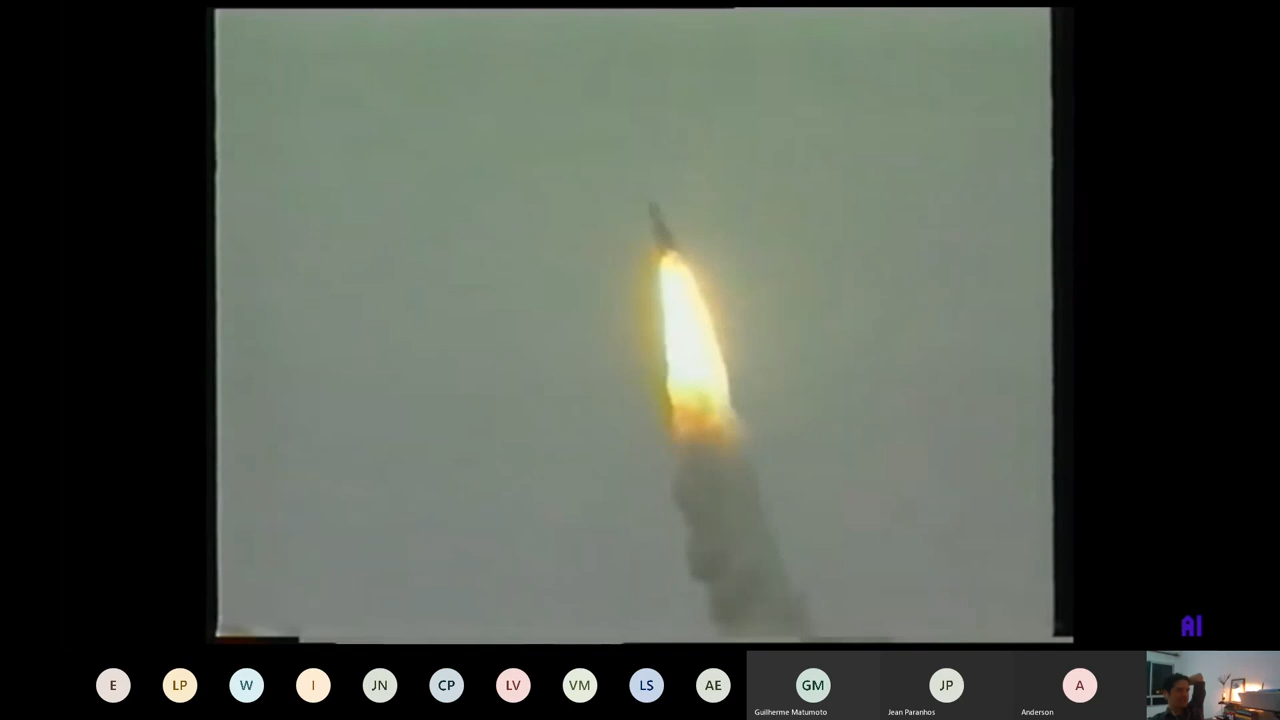 AI
E LP W I JN CP LV VM LS AE GM JP A
Guilherme Matumoto Jean Paranhos Anderson